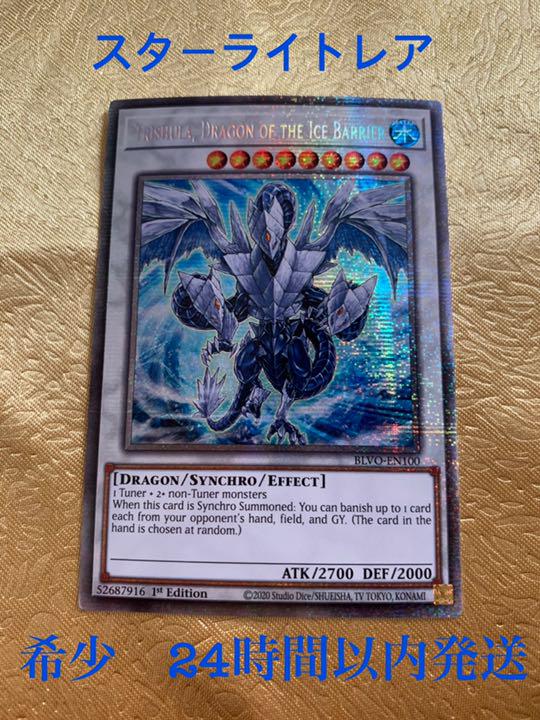 スターライトレア
TRISHULA, DRAGON OF THE ICE BARRIER
水
BLVO-EN100
[DRAGON/SYNCHRO/EFFECT]
1 Tuner + 2+ non-Tuner monsters
When this card is Synchro Summoned: You can banish up to 1 card
each from your opponent's hand, field, and GY. (The card in the
hand is chosen at random.)
ATK/2700 DEF/2000
52687916 1st Edition ©2020 Studio Dice/SHUEISHA, TV TOKYO, KONAMI
希少 24時間以内発送